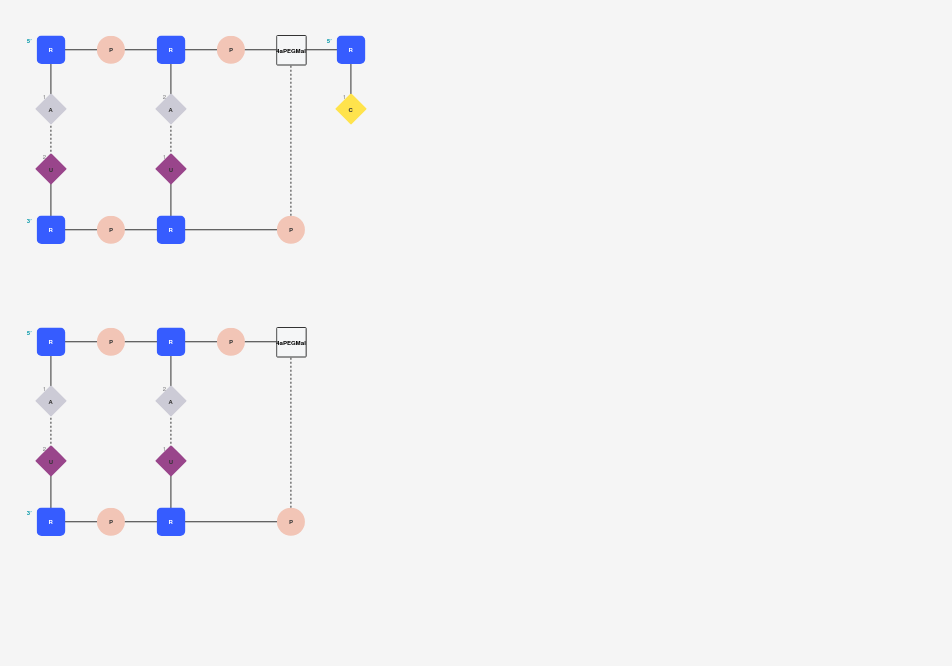 5' R P R P 4aPEGMal 5' R
1 A 2 A 1 C
2 U 1 U
3' R P R P
5' R P R P 4aPEGMal
1 A 2 A
2 U 1 U
3' R P R P